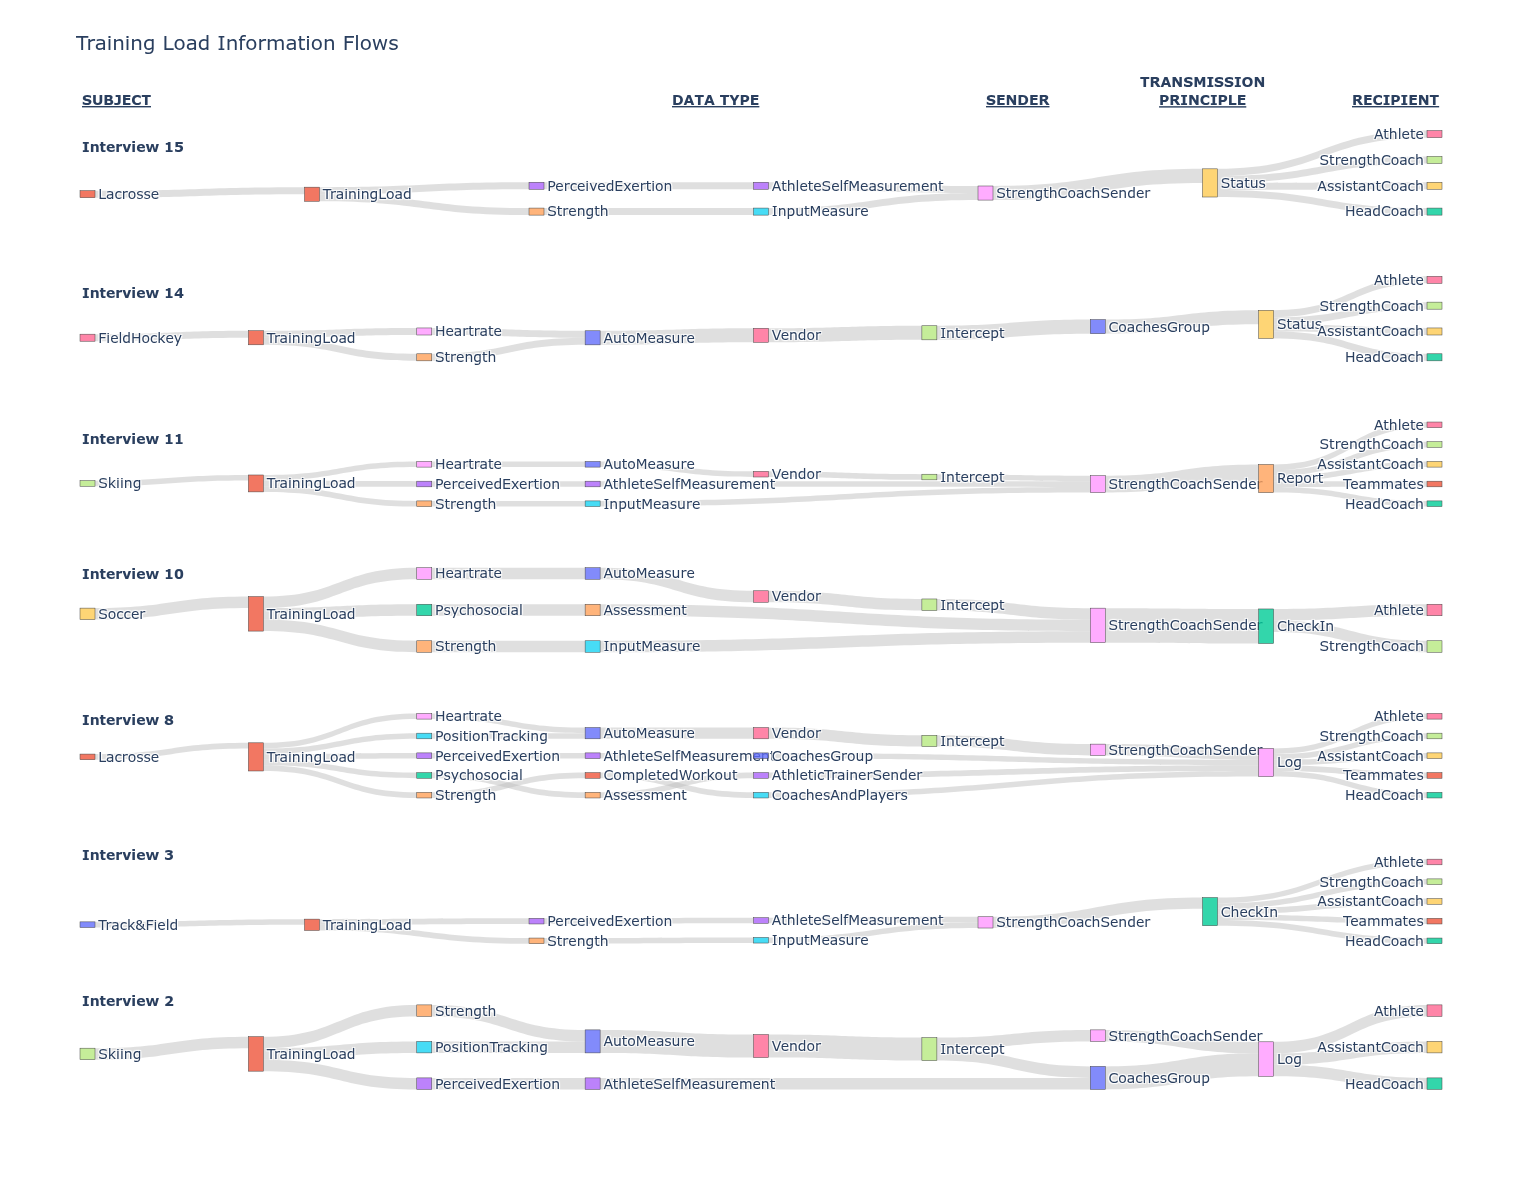 Training Load Information Flows
TRANSMISSION
SUBJECT DATA TYPE SENDER PRINCIPLE RECIPIENT
Interview 15
Athlete
StrengthCoach
Lacrosse TrainingLoad PerceivedExertion AthleteSelfMeasurement StrengthCoachSender Status AssistantCoach
Strength InputMeasure HeadCoach
Interview 14
Athlete
StrengthCoach
FieldHockey TrainingLoad Heartrate AutoMeasure Vendor Intercept CoachesGroup Status AssistantCoach
Strength HeadCoach
Interview 11
Athlete
StrengthCoach
Heartrate AutoMeasure Vendor Intercept AssistantCoach
Skiing TrainingLoad PerceivedExertion AthleteSelfMeasurement StrengthCoachSender Report Teammates
Strength InputMeasure HeadCoach
Interview 10
Heartrate AutoMeasure Vendor Intercept
Soccer TrainingLoad Psychosocial Assessment StrengthCoachSender CheckIn Athlete
Strength InputMeasure StrengthCoach
Interview 8
Heartrate Athlete
PositionTracking AutoMeasure Vendor Intercept StrengthCoachSender StrengthCoach
Lacrosse TrainingLoad PerceivedExertion AthleteSelfMeasurement CoachesGroup Log AssistantCoach
Psychosocial CompletedWorkout AthleticTrainerSender Teammates
Strength Assessment CoachesAndPlayers HeadCoach
Interview 3
Athlete
StrengthCoach
AssistantCoach
Track&Field TrainingLoad PerceivedExertion AthleteSelfMeasurement StrengthCoachSender CheckIn Teammates
Strength InputMeasure HeadCoach
Interview 2
Strength Athlete
Skiing TrainingLoad PositionTracking AutoMeasure Vendor Intercept StrengthCoachSender Log AssistantCoach
PerceivedExertion AthleteSelfMeasurement CoachesGroup HeadCoach